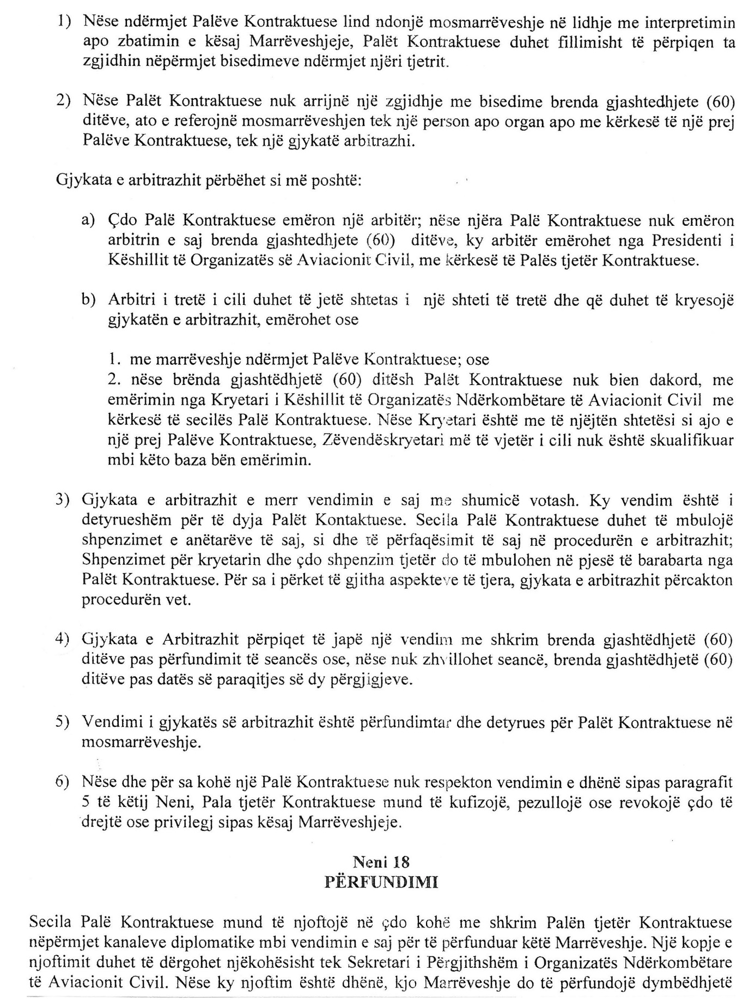 1) Nëse ndërmjet Palëve Kontraktuese lind ndonjë mosmarrëveshje në lidhje me interpretimin
apo zbatimin e kësaj Marrëveshjeje, Palët Kontraktuese duhet fillimisht të përpiqen ta
zgjidhin nëpërmjet bisedimeve ndërmjet njëri tjetrit.
2) Nëse Palët Kontraktuese nuk arrijnë një zgjidhje me bisedime brenda gjashtedhjete (60)
ditëve, ato e referojnë mosmarrëveshjen tek një person apo organ apo me kërkesë të një prej
Palëve Kontraktuese, tek një gjykatë arbitrazhi.
Gjykata e arbitrazhit përbëhet si më poshtë:
a) Çdo Palë Kontraktuese emëron një arbitër; nëse njëra Palë Kontraktuese nuk emëron
arbitrin e saj brenda gjashtedhjete (60) ditëve, ky arbitër emërohet nga Presidenti i
Këshillit të Organizatës së Aviacionit Civil, me kërkesë të Palës tjetër Kontraktuese.
b) Arbitri i tretë i cili duhet të jetë shtetas i një shteti të tretë dhe që duhet të kryesojë
gjykatën e arbitrazhit, emërohet ose
1. me marrëveshje ndërmjet Palëve Kontraktuese; ose
2. nëse brënda gjashtëdhjetë (60) ditësh Palët Kontraktuese nuk bien dakord, me
emërimin nga Kryetari i Këshillit të Organizatës Ndërkombëtare të Aviacionit Civil me
kërkesë të secilës Palë Kontraktuese. Nëse Kryetari është me të njëjtën shtetësi si ajo e
një prej Palëve Kontraktuese, Zëvendëskryetari më të vjetër i cili nuk është skualifikuar
mbi këto baza bën emërimin.
3) Gjykata e arbitrazhit e merr vendimin e saj me shumicë votash. Ky vendim është i
detyrueshëm për të dyja Palët Kontaktuese. Secila Palë Kontraktuese duhet të mbulojë
shpenzimet e anëtarëve të saj, si dhe të përfaqësimit të saj në procedurën e arbitrazhit;
Shpenzimet për kryetarin dhe çdo shpenzim tjetër do të mbulohen në pjesë të barabarta nga
Palët Kontraktuese. Për sa i përket të gjitha aspekteve të tjera, gjykata e arbitrazhit përcakton
procedurën vet.
4) Gjykata e Arbitrazhit përpiqet të japë një vendim me shkrim brenda gjashtëdhjetë (60)
ditëve pas përfundimit të seancës ose, nëse nuk zhvillohet seancë, brenda gjashtëdhjetë (60)
ditëve pas datës së paraqitjes së dy përgjigjeve.
5) Vendimi i gjykatës së arbitrazhit është përfundimtar dhe detyrues për Palët Kontraktuese në
mosmarrëveshje.
6) Nëse dhe për sa kohë një Palë Kontraktuese nuk respekton vendimin e dhënë sipas paragrafit
5 të këtij Neni, Pala tjetër Kontraktuese mund të kufizojë, pezullojë ose revokojë çdo të
drejtë ose privilegj sipas kësaj Marrëveshjeje.
Neni 18
PËRFUNDIMI
Secila Palë Kontraktuese mund të njoftojë në çdo kohë me shkrim Palën tjetër Kontraktuese
nëpërmjet kanaleve diplomatike mbi vendimin e saj për të përfunduar këtë Marrëveshje. Një kopje e
njoftimit duhet të dërgohet njëkohësisht tek Sekretari i Përgjithshëm i Organizatës Ndërkombëtare
të Aviacionit Civil. Nëse ky njoftim është dhënë, kjo Marrëveshje do të përfundojë dymbëdhjetë